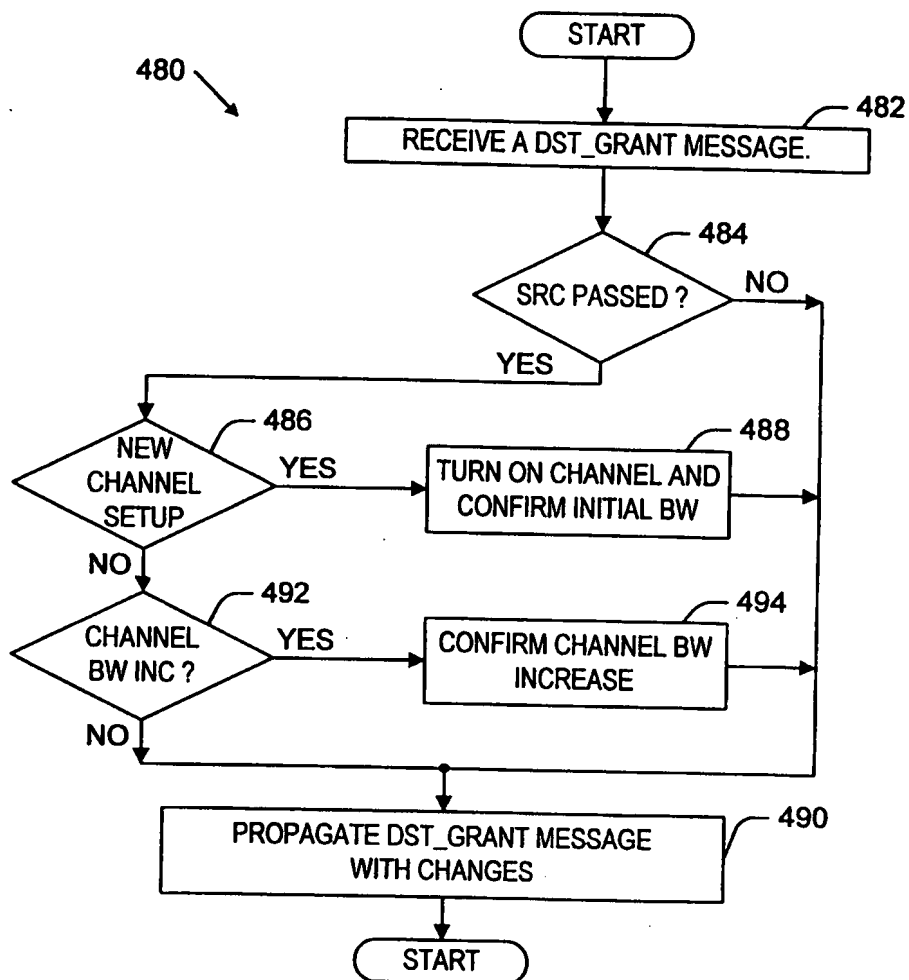 START
480
482
RECEIVE A DST_GRANT MESSAGE.
484
SRC PASSED ?
NO
YES
486
NEW
CHANNEL
SETUP
YES
488
TURN ON CHANNEL AND
CONFIRM INITIAL BW
NO
492
CHANNEL
BW INC ?
YES
494
CONFIRM CHANNEL BW
INCREASE
NO
490
PROPAGATE DST_GRANT MESSAGE
WITH CHANGES
START